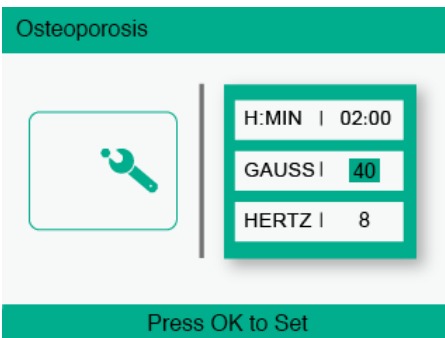 Osteoporosis
H:MIN | 02:00
GAUSS | 40
HERTZ | 8
Press OK to Set